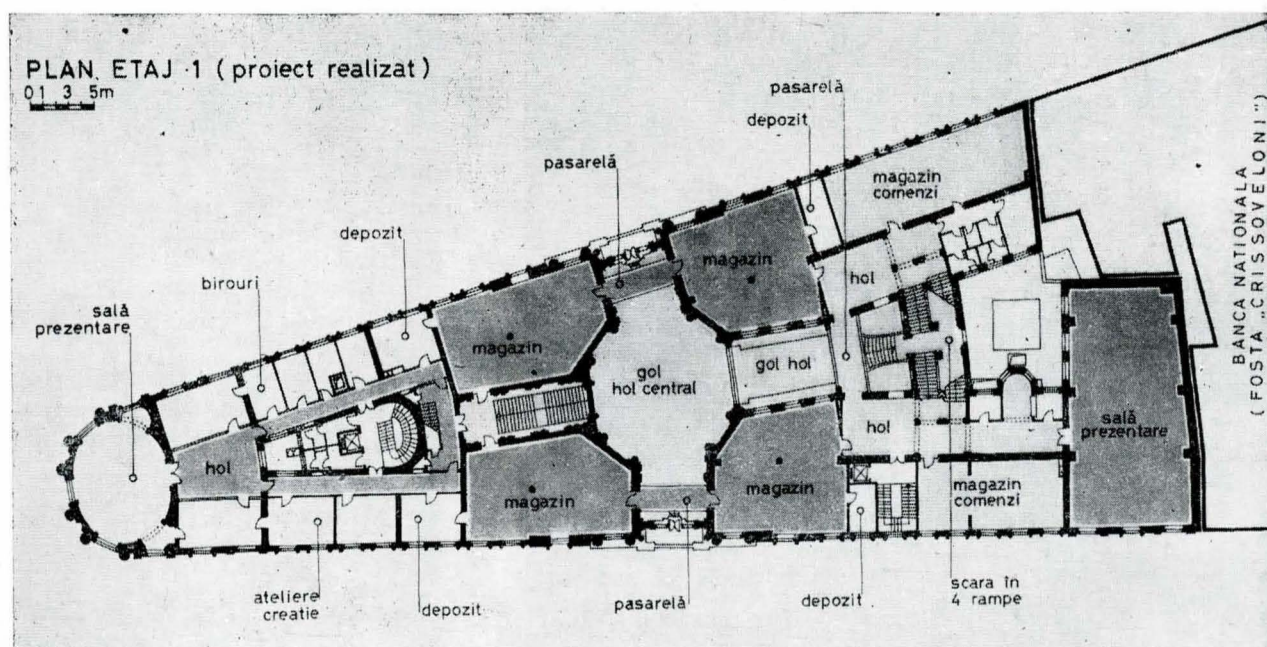 PLAN ETAJ 1 (proiect realizat)
0 1 3 5m
pasarelă
depozit
pasarelă
magazin
comenzi
depozit
magazin
birouri
hol
sală
prezentare
magazin
gol
hol central
gol hol
hol
hol
sală
prezentare
magazin
magazin
magazin
comenzi
ateliere
creatie
depozit
pasarelă
depozit
scara în
4 rampe
BANCA NATIONALA
(FOSTA „CRISSOVELONI")